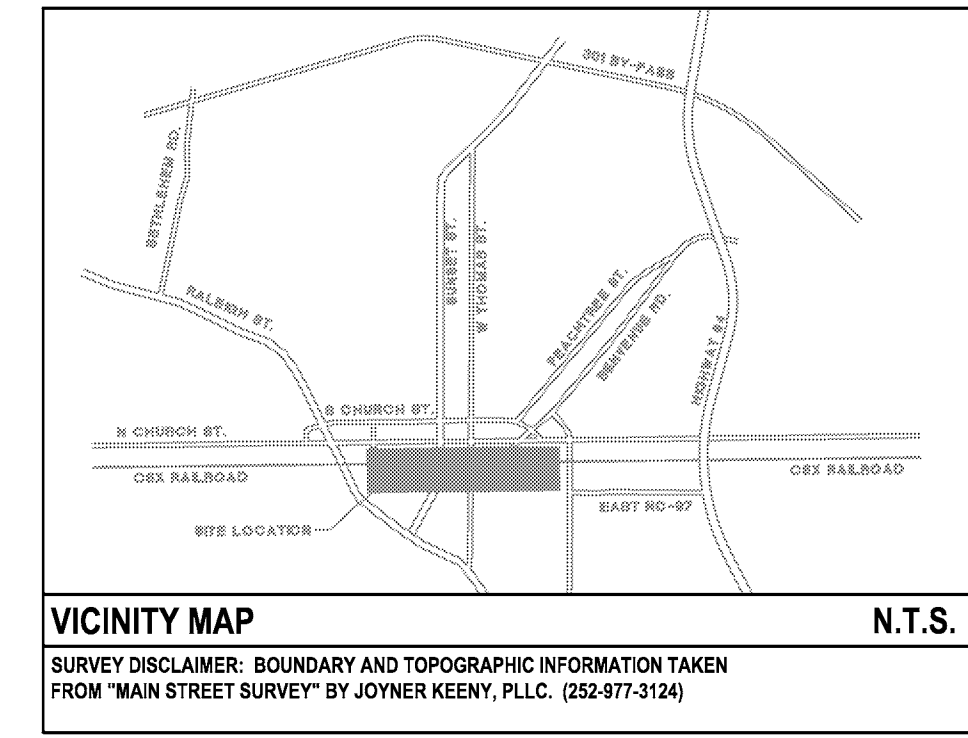 301 BY-PASS
BETHLEHEM RD.
RALEIGH ST.
SUNSET ST.
W THOMAS ST.
PEACHTREE ST.
BENVENUE RD.
HIGHWAY 64
S CHURCH ST.
N CHURCH ST.
CSX RAILROAD
CSX RAILROAD
EAST NC-97
SITE LOCATION
VICINITY MAP N.T.S.
SURVEY DISCLAIMER: BOUNDARY AND TOPOGRAPHIC INFORMATION TAKEN
FROM "MAIN STREET SURVEY" BY JOYNER KEENY, PLLC. (252-977-3124)